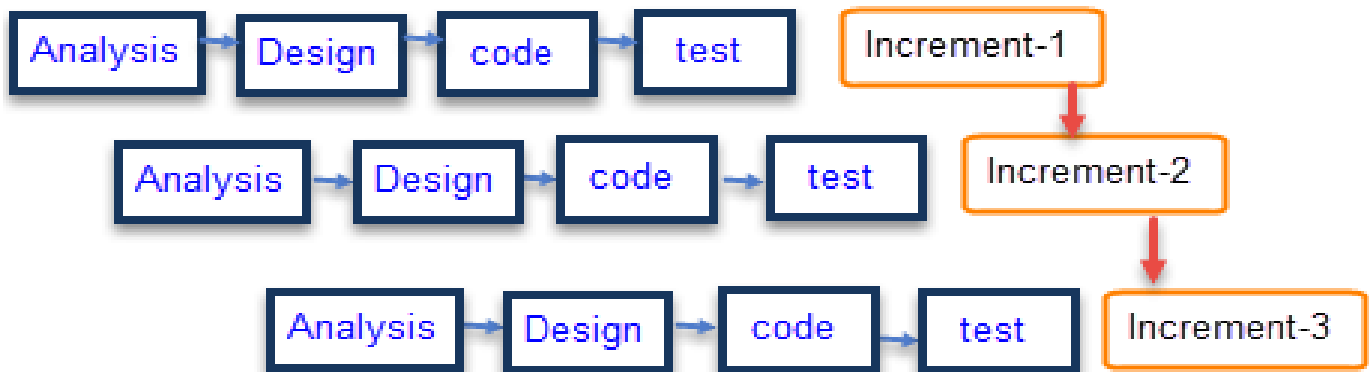 Analysis Design code test Increment-1
Analysis Design code test Increment-2
Analysis Design code test Increment-3